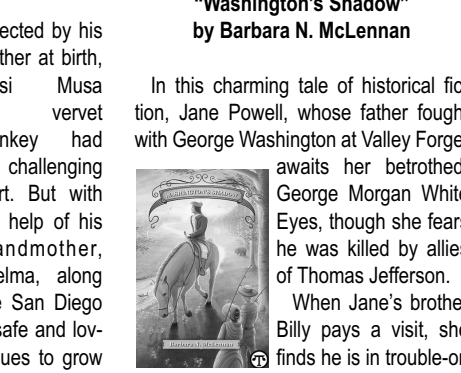 ected by his
ther at birth,
si Musa
vervet
nkey had
challenging
rt. But with
help of his
andmother,
elma, along
e San Diego
safe and lov-
ues to grow
"Washington's Shadow"
by Barbara N. McLennan
In this charming tale of historical fic
tion, Jane Powell, whose father fough
with George Washington at Valley Forge
awaits her betrothed
George Morgan White
Eyes, though she fears
he was killed by allies
of Thomas Jefferson.
When Jane's brothe
Billy pays a visit, she
finds he is in trouble-or
WASHINGTON'S SHADOW
Barbara N. McLennan